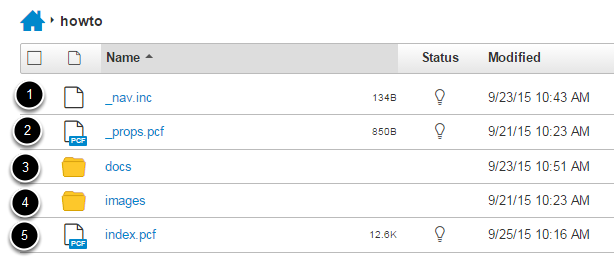 howto
Name Status Modified
1 _nav.inc 134B 9/23/15 10:43 AM
2 PCF _props.pcf 850B 9/21/15 10:23 AM
3 docs 9/23/15 10:51 AM
4 images 9/21/15 10:23 AM
5 PCF index.pcf 12.6K 9/25/15 10:16 AM